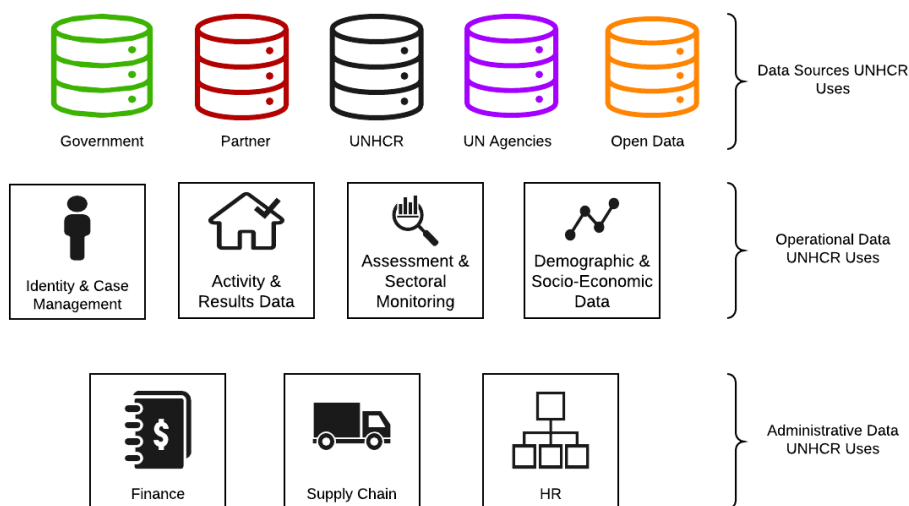 Government
Partner
UNHCR
UN Agencies
Open Data
Data Sources UNHCR
Uses
Identity & Case
Management
Activity &
Results Data
Assessment &
Sectoral
Monitoring
Demographic &
Socio-Economic
Data
Operational Data
UNHCR Uses
$
Finance
Supply Chain
HR
Administrative Data
UNHCR Uses